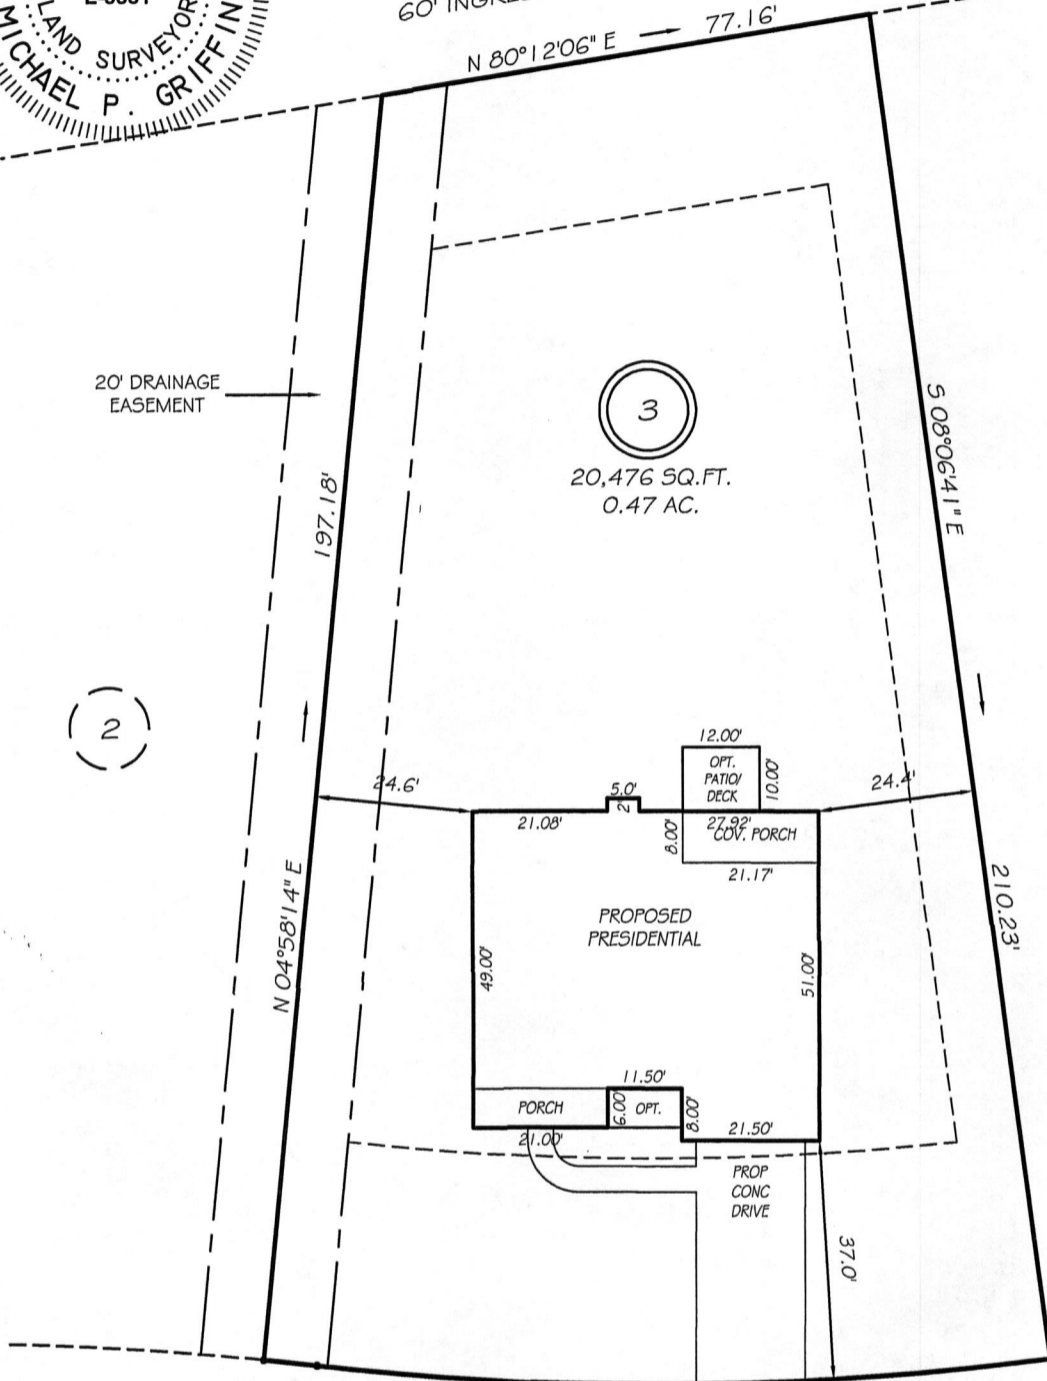 LAND SURVEYOR
MICHAEL P. GRIFFIN
60'
N 80°12'06" E
77.16'
20' DRAINAGE
EASEMENT
3
20,476 SQ.FT.
0.47 AC.
S 08°06'41" E
197.18'
2
12.00'
OPT.
PATIO/
DECK
10.00'
24.6'
5.0'
2'
24.4'
21.08'
8.00'
27.92'
COV. PORCH
21.17'
PROPOSED
PRESIDENTIAL
N 04°58'14" E
49.00'
51.00'
210.23'
11.50'
PORCH
6.00'
OPT.
8.00'
21.00'
21.50'
PROP
CONC
DRIVE
37.0'